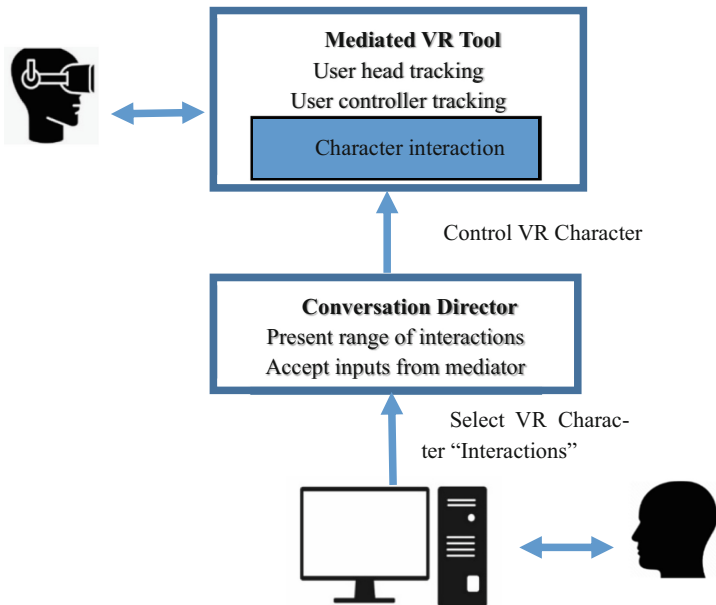 Mediated VR Tool
User head tracking
User controller tracking
Character interaction
Control VR Character
Conversation Director
Present range of interactions
Accept inputs from mediator
Select VR Charac-
ter “Interactions”